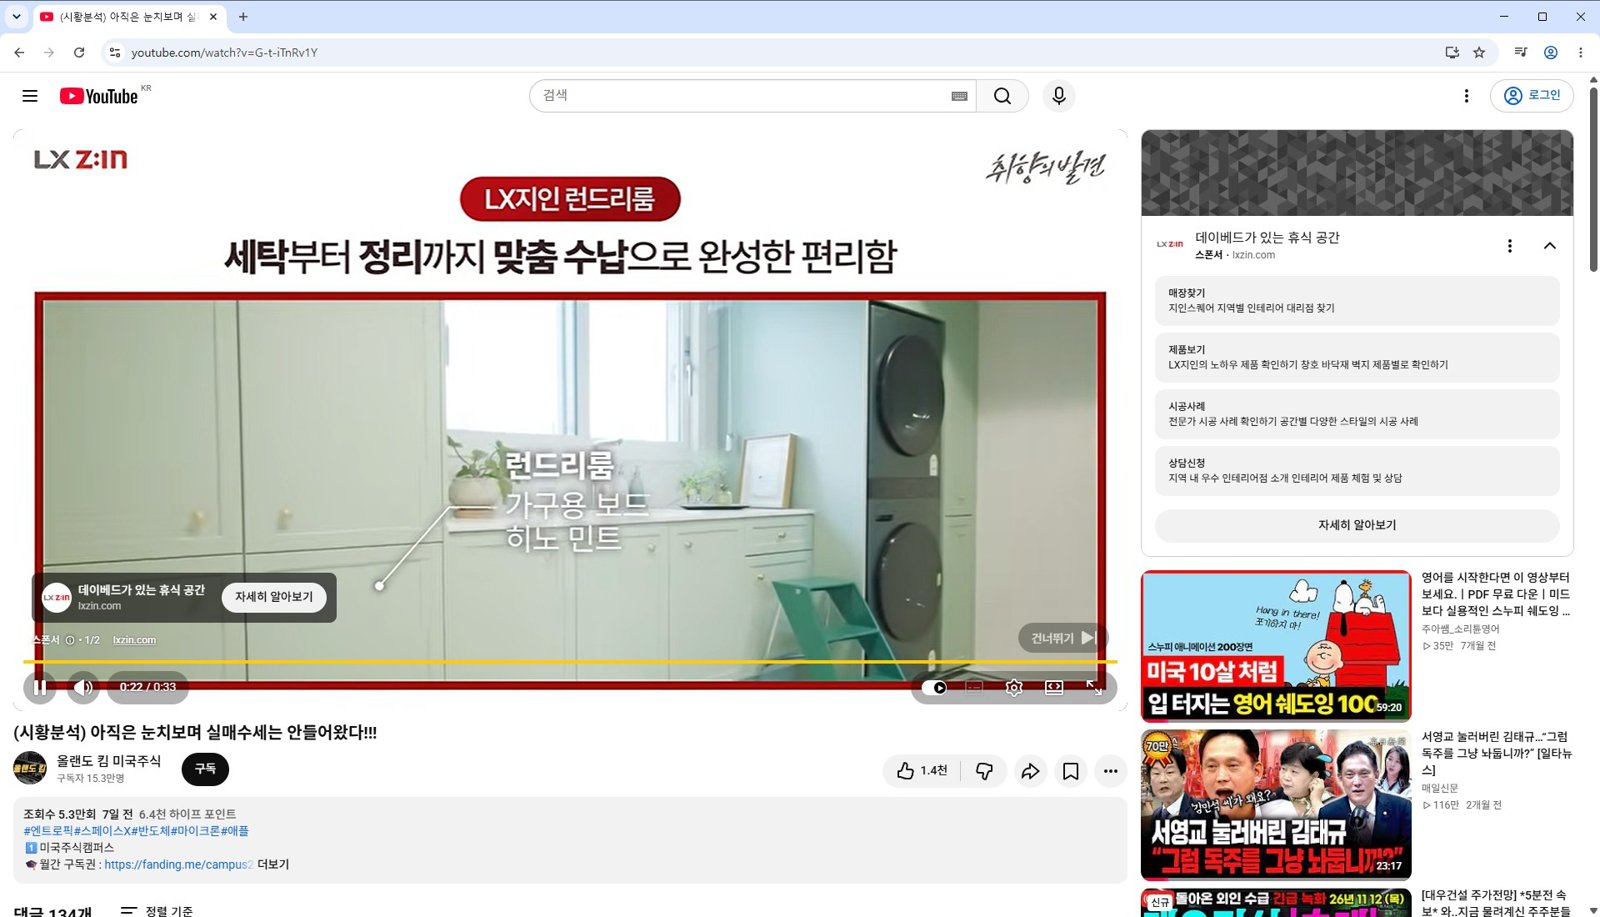 (시황분석) 아직은 눈치보며 실
youtube.com/watch?v=G-t-iTnRv1Y
YouTube KR
검색
로그인
LX Z:IN
취향의 발견
LX지인 런드리룸
세탁부터 정리까지 맞춤 수납으로 완성한 편리함
런드리룸
가구용 보드
히노 민트
LX Z:IN
데이베드가 있는 휴식 공간
lxzin.com
자세히 알아보기
스폰서 · 1/2 lxzin.com
건너뛰기
0:22 / 0:33
(시황분석) 아직은 눈치보며 실매수세는 안들어왔다!!!
올랜도 킴
올랜도 킴 미국주식
구독자 15.3만명
구독
1.4천
조회수 5.3만회 7일 전 6.4천 하이프 포인트
#엔트로픽#스페이스X#반도체#마이크론#애플
1 미국주식캠퍼스
월간 구독권 : https://fanding.me/campus2 더보기
댓글 134개
정렬 기준
LX Z:IN
데이베드가 있는 휴식 공간
스폰서 · lxzin.com
매장찾기
지인스퀘어 지역별 인테리어 대리점 찾기
제품보기
LX지인의 노하우 제품 확인하기 창호 바닥재 벽지 제품별로 확인하기
시공사례
전문가 시공 사례 확인하기 공간별 다양한 스타일의 시공 사례
상담신청
지역 내 우수 인테리어점 소개 인테리어 제품 체험 및 상담
자세히 알아보기
Hang in there!
포기하지 마!
스누피 애니메이션 200장면
미국 10살 처럼
입 터지는 영어 쉐도잉 100
59:20
영어를 시작한다면 이 영상부터
보세요. | PDF 무료 다운 | 미드
보다 실용적인 스누피 쉐도잉 ...
주아쌤_소리튠영어
35만 7개월 전
70만
김민석 씨가 왜요?
서영교 눌러버린 김태규
"그럼 독주를 그냥 놔둡니까?"
23:17
서영교 눌러버린 김태규..."그럼
독주를 그냥 놔둡니까?" [일타뉴
스]
매일신문
116만 2개월 전
신규
돌아온 외인 수급 긴급 녹화 26년 11 12 (목)
[대우건설 주가전망] *5분전 속
보* 와..지금 물려계신 주주분들